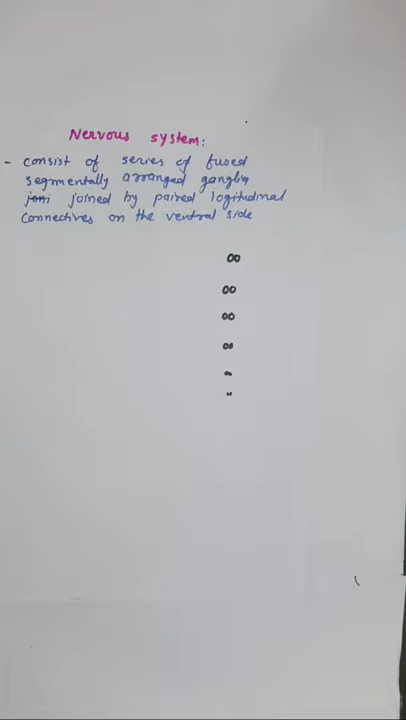 Nervous system:
- consist of series of fused
segmentally arranged ganglia
joni joined by paired logitudinal
connectives on the ventral side